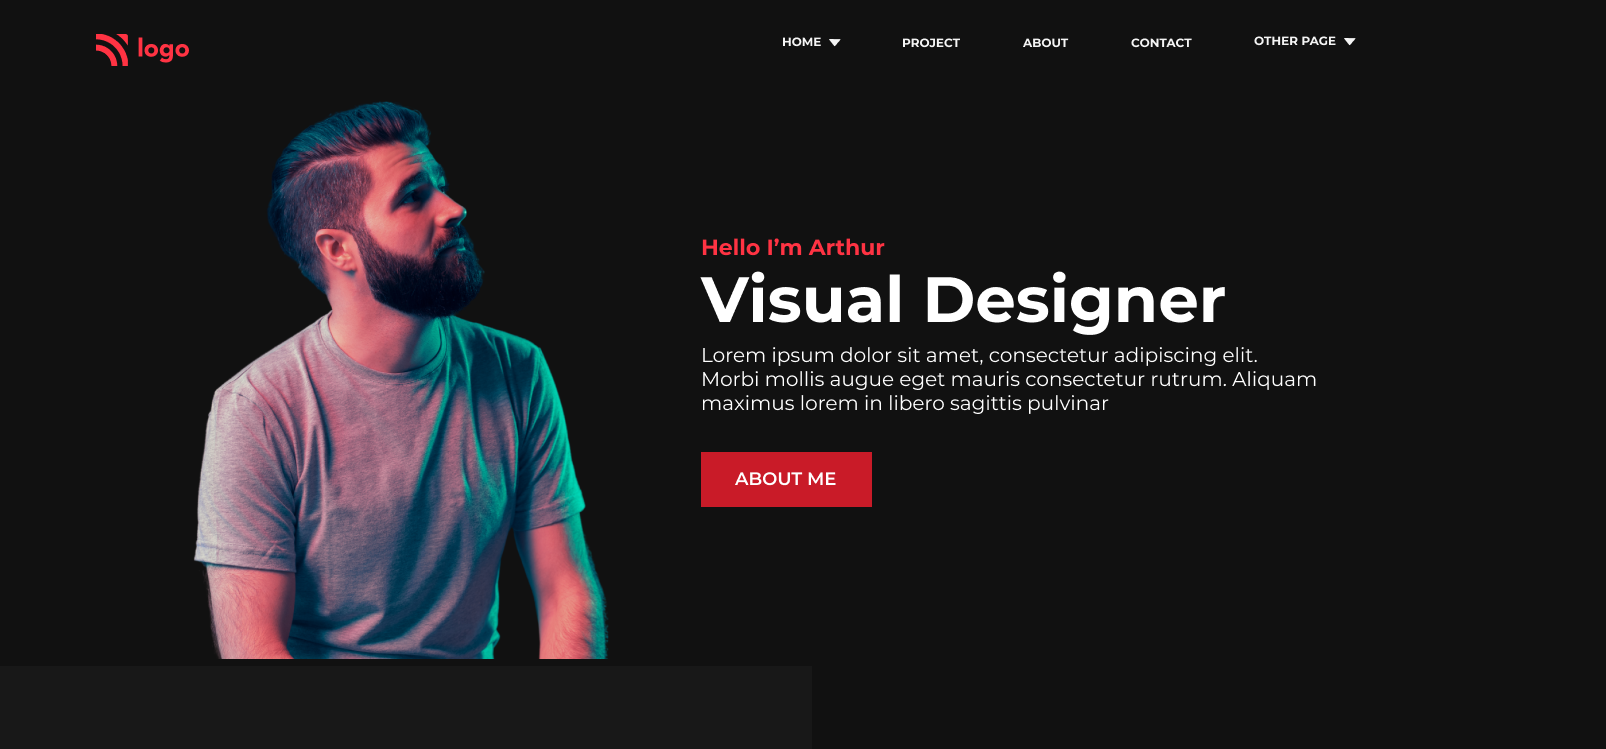 logo
HOME
PROJECT
ABOUT
CONTACT
OTHER PAGE
Hello I’m Arthur
Visual Designer
Lorem ipsum dolor sit amet, consectetur adipiscing elit.
Morbi mollis augue eget mauris consectetur rutrum. Aliquam
maximus lorem in libero sagittis pulvinar
ABOUT ME